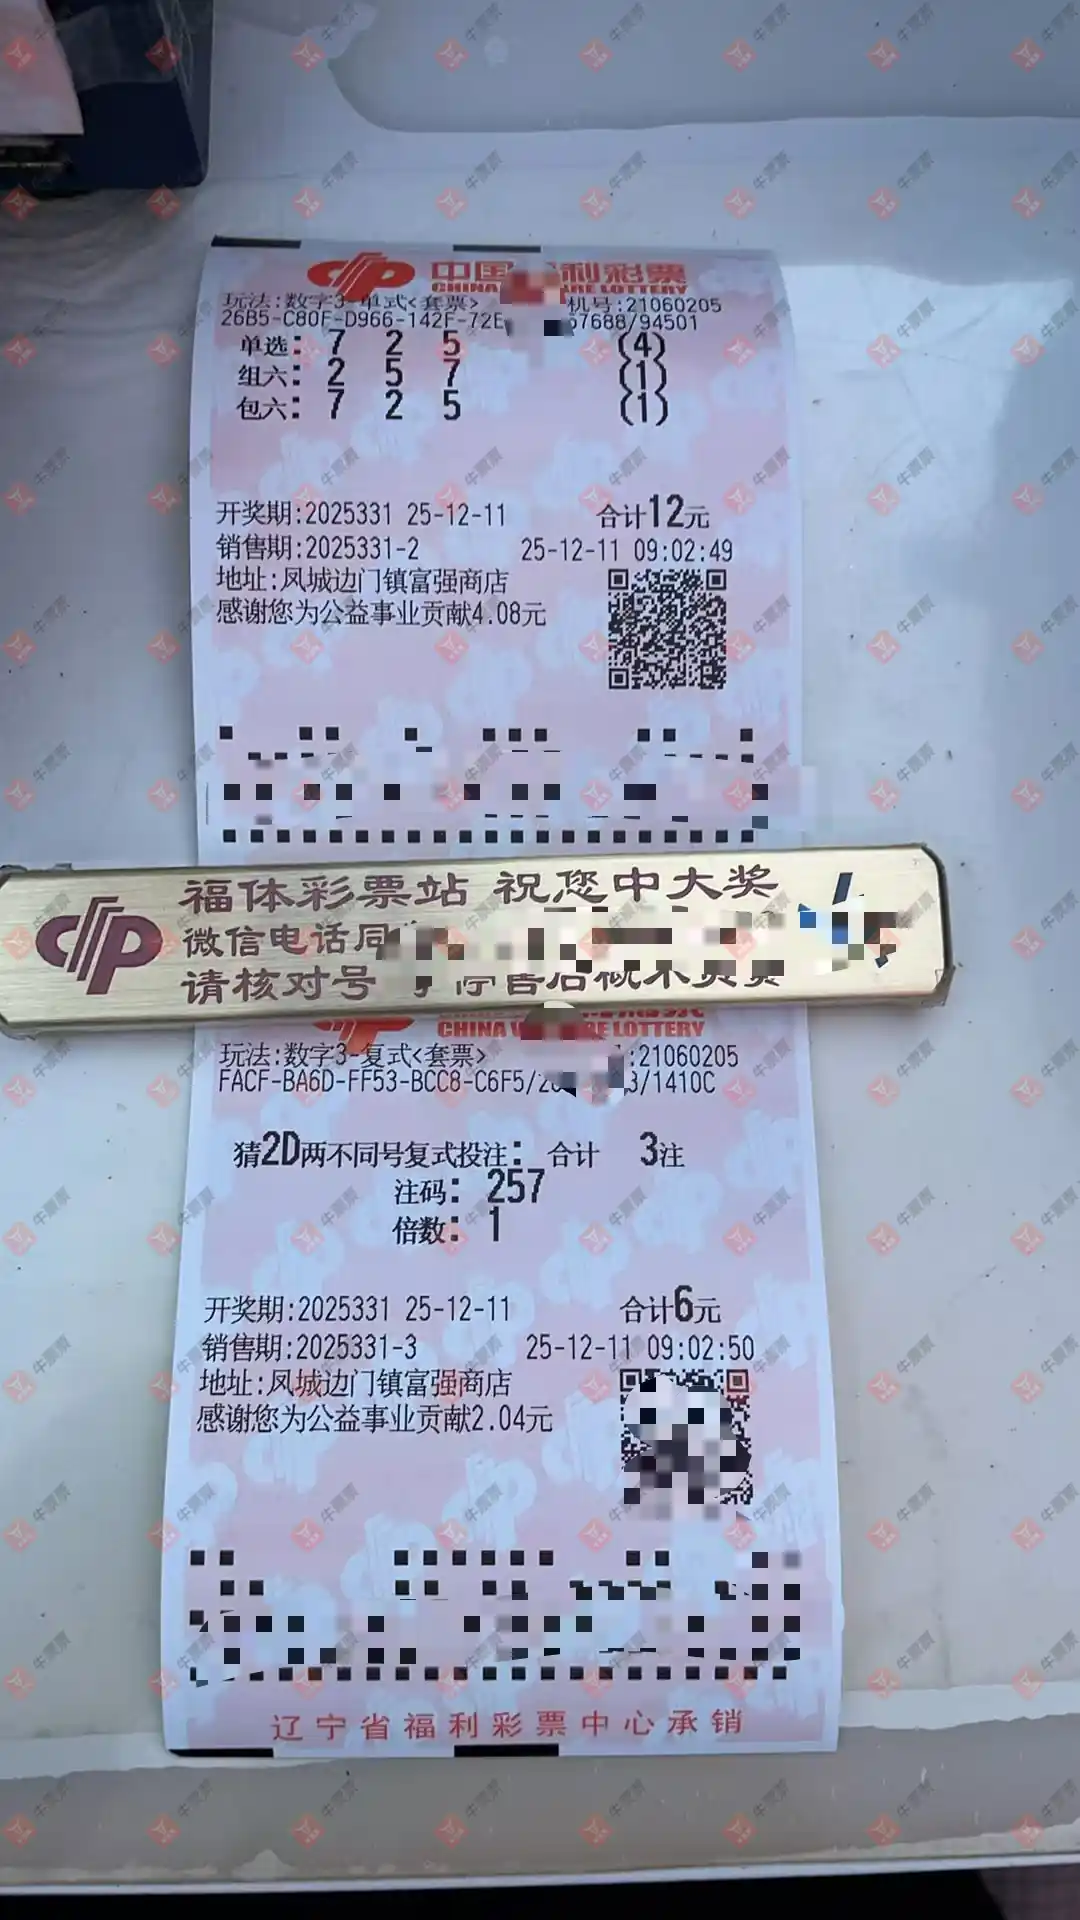 中国 利彩票
CHINA RE LOTTERY
玩法:数字3-单式<套票> 机号:21060205
26B5-C80F-D966-142F-72E 57688/94501
单选: 7 2 5 (4)
组六: 2 5 7 (1)
包六: 7 2 5 (1)
开奖期:2025331 25-12-11 合计12元
销售期:2025331-2 25-12-11 09:02:49
地址:凤城边门镇富强商店
感谢您为公益事业贡献4.08元
福体彩票站 祝您中大奖
微信电话同
请核对号
CHINA W RE LOTTERY
玩法:数字3-复式<套票> :21060205
FACF-BA6D-FF53-BCC8-C6F5/20 3/1410C
猜2D两不同号复式投注: 合计 3注
注码: 257
倍数: 1
开奖期:2025331 25-12-11 合计6元
销售期:2025331-3 25-12-11 09:02:50
地址:凤城边门镇富强商店
感谢您为公益事业贡献2.04元
辽宁省福利彩票中心承销
牛票票